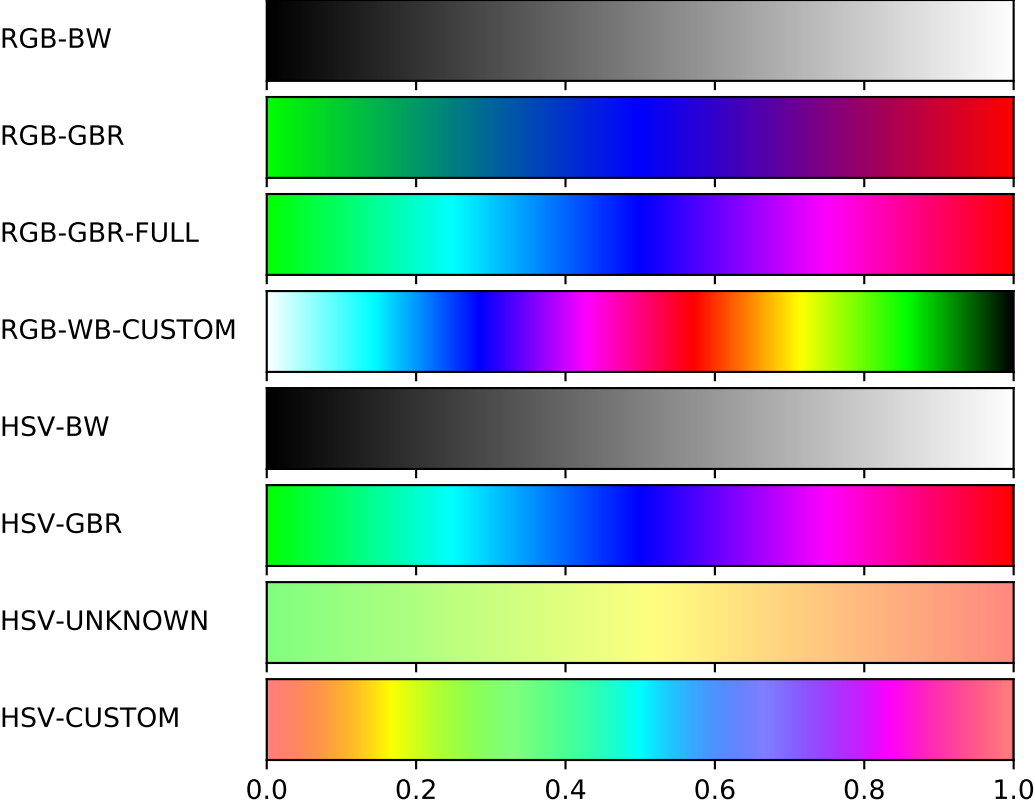 RGB-BW
RGB-GBR
RGB-GBR-FULL
RGB-WB-CUSTOM
HSV-BW
HSV-GBR
HSV-UNKNOWN
HSV-CUSTOM
0.0 0.2 0.4 0.6 0.8 1.0